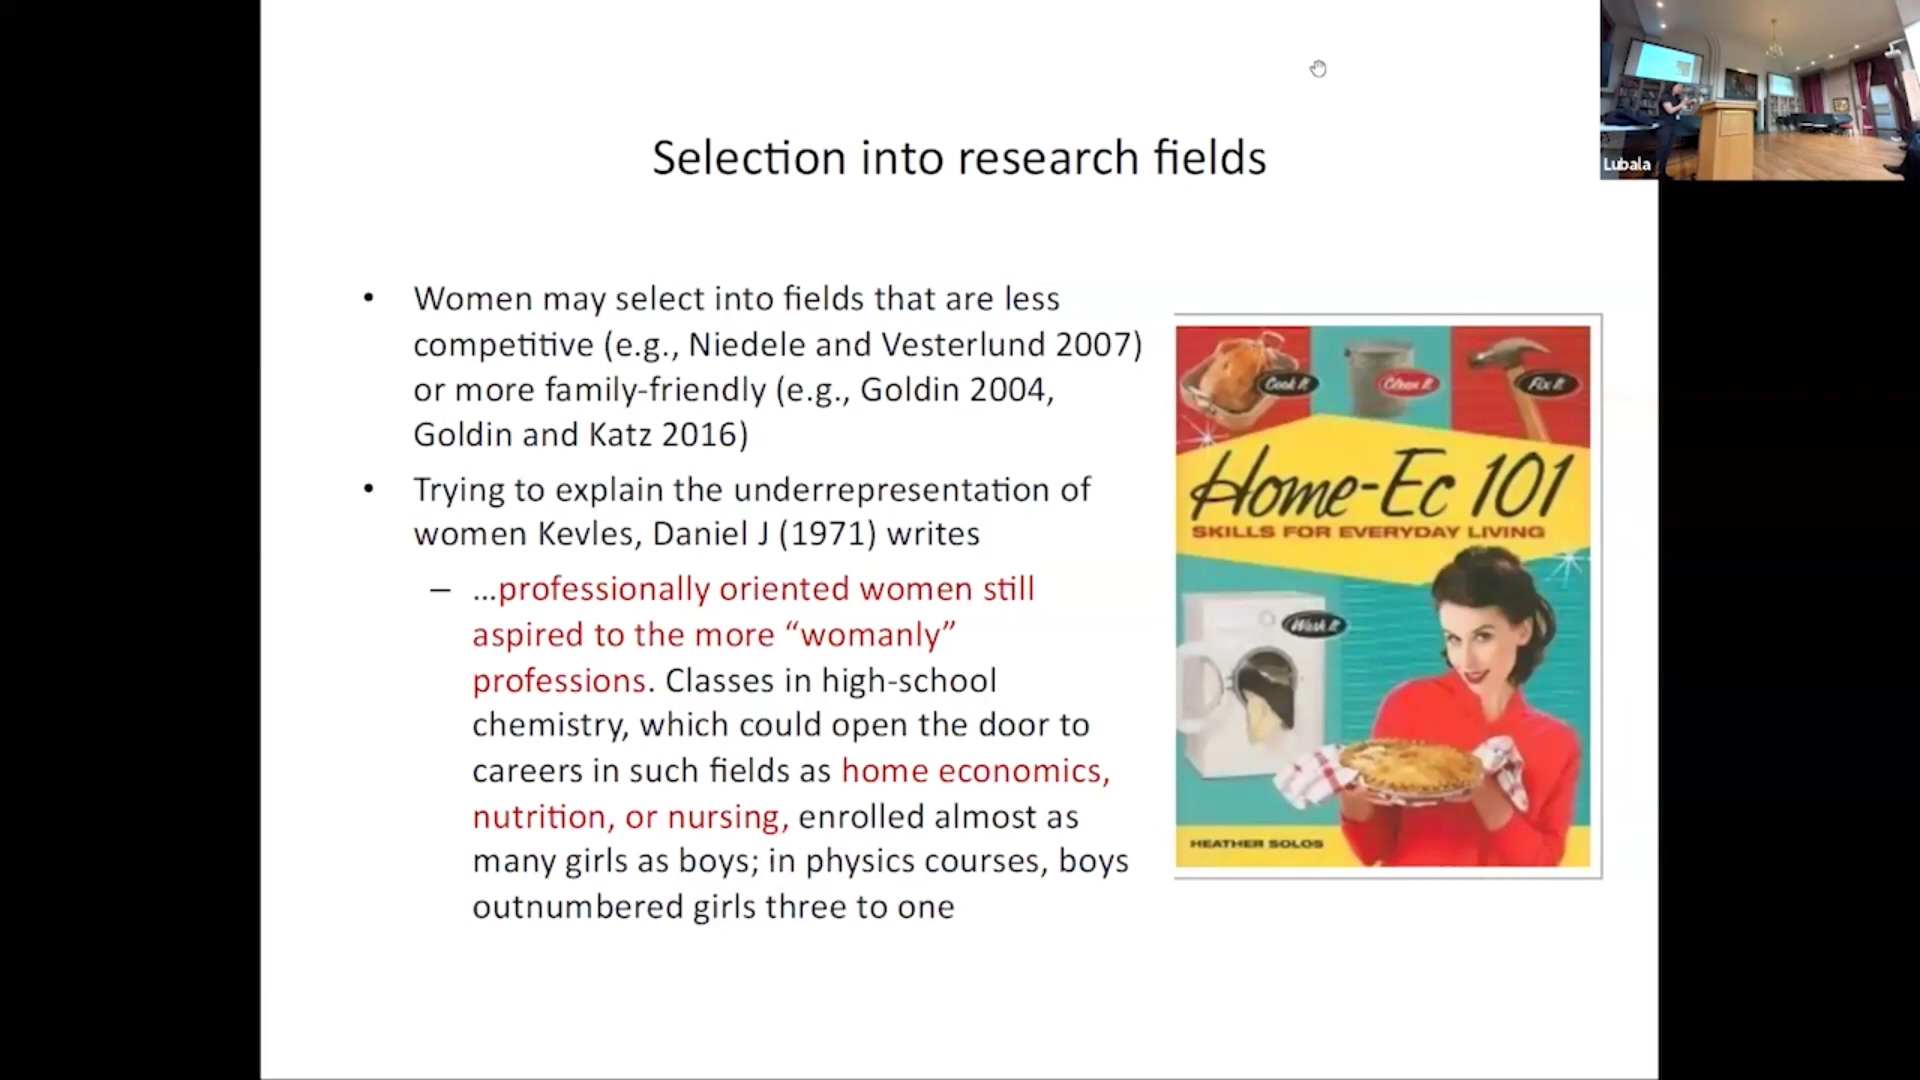 Selection into research fields
• Women may select into fields that are less
competitive (e.g., Niedele and Vesterlund 2007)
or more family-friendly (e.g., Goldin 2004,
Goldin and Katz 2016)
• Trying to explain the underrepresentation of
women Kevles, Daniel J (1971) writes
– …professionally oriented women still
aspired to the more “womanly”
professions. Classes in high-school
chemistry, which could open the door to
careers in such fields as home economics,
nutrition, or nursing, enrolled almost as
many girls as boys; in physics courses, boys
outnumbered girls three to one
Cook It
Clean It
Fix It
Home-Ec 101
SKILLS FOR EVERYDAY LIVING
Wash It
HEATHER SOLOS
Lubala